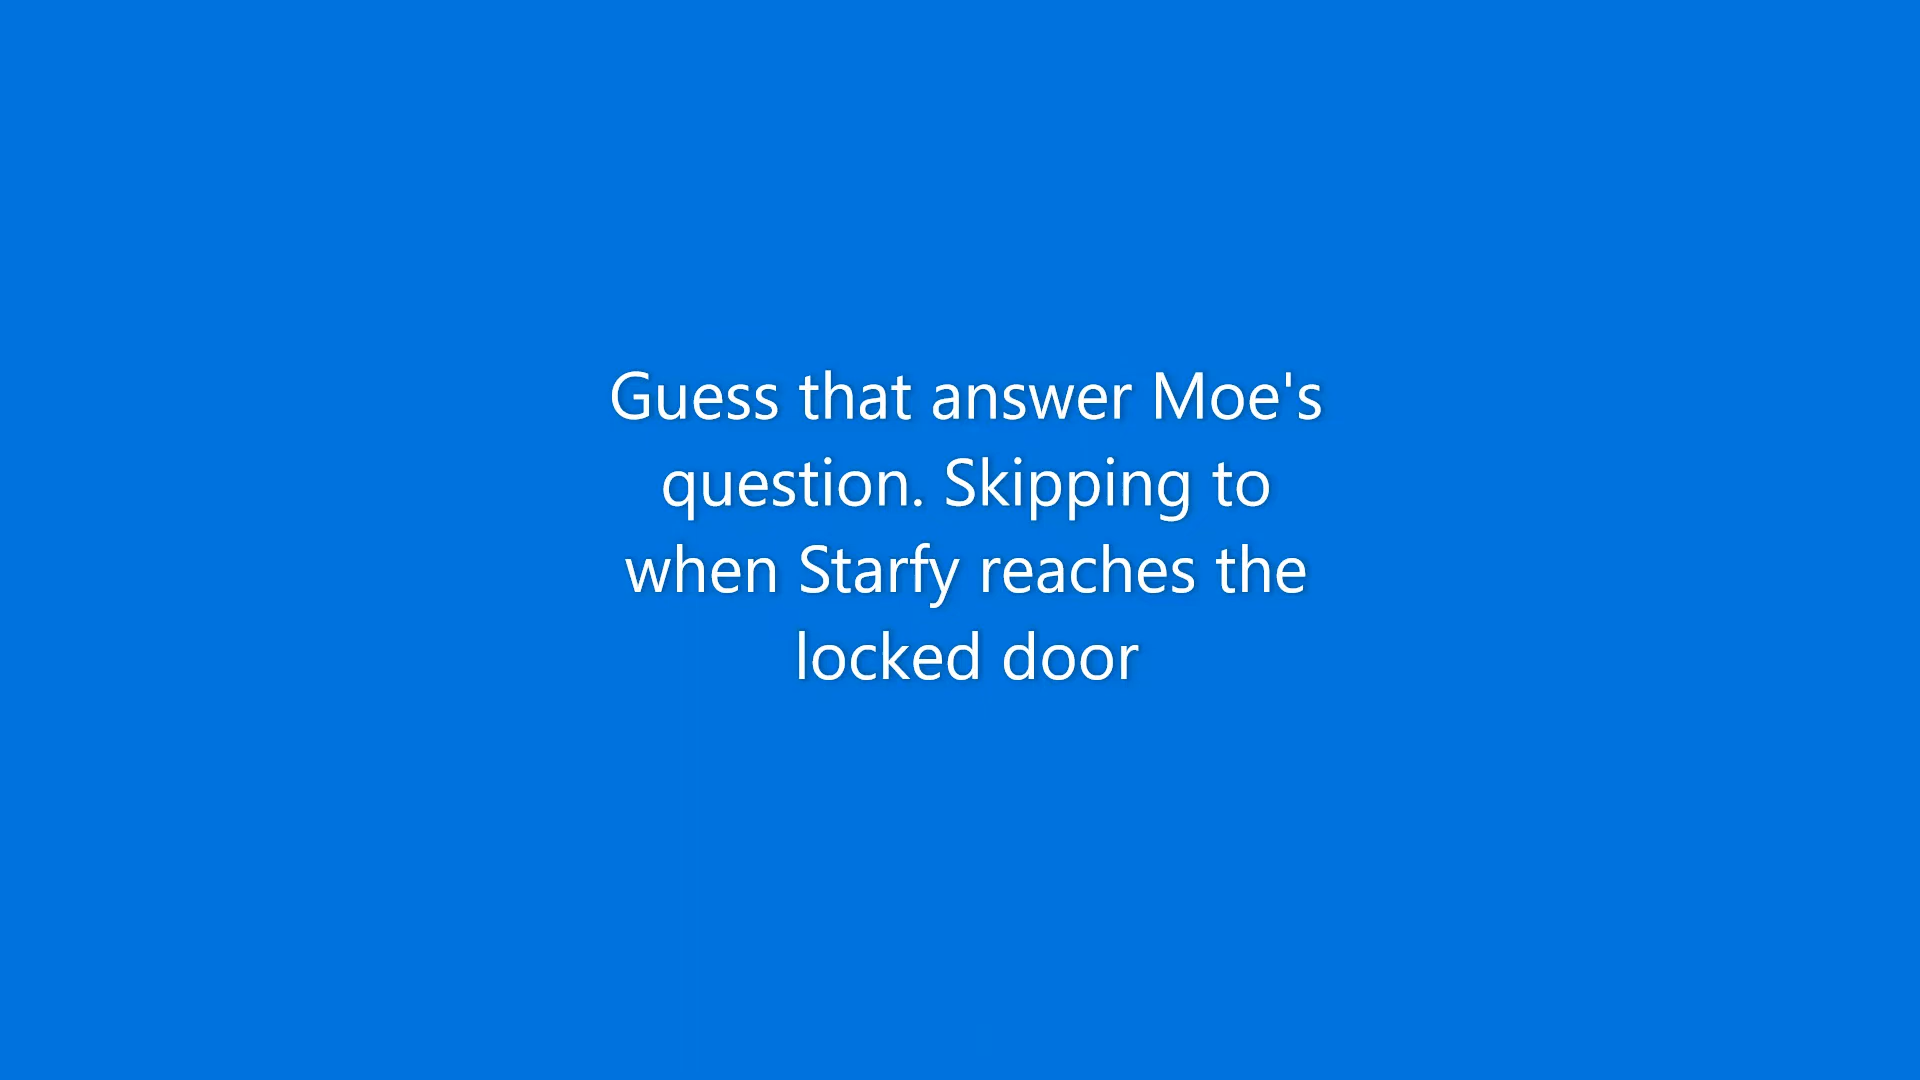 Guess that answer Moe's
question. Skipping to
when Starfy reaches the
locked door